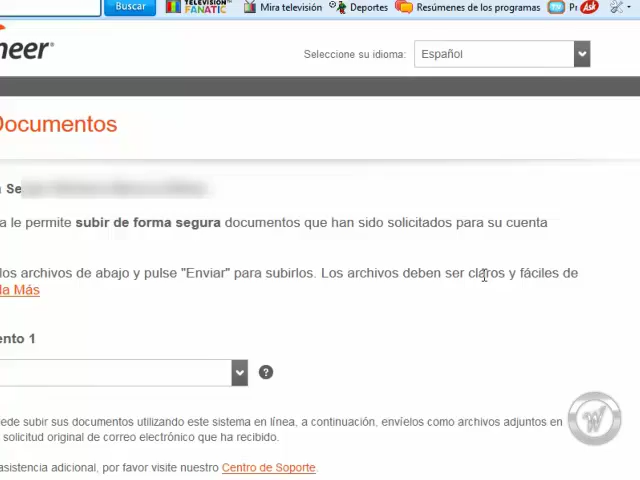 Buscar TELEVISION FANATIC Mira televisión Deportes Resúmenes de los programas Ask
neer
Seleccione su idioma: Español
Documentos
Se
le permite subir de forma segura documentos que han sido solicitados para su cuenta
los archivos de abajo y pulse "Enviar" para subirlos. Los archivos deben ser claros y fáciles de
Más
1
subir sus documentos utilizando este sistema en línea, a continuación, envíelos como archivos adjuntos en
solicitud original de correo electrónico que ha recibido.
asistencia adicional, por favor visite nuestro Centro de Soporte.
W